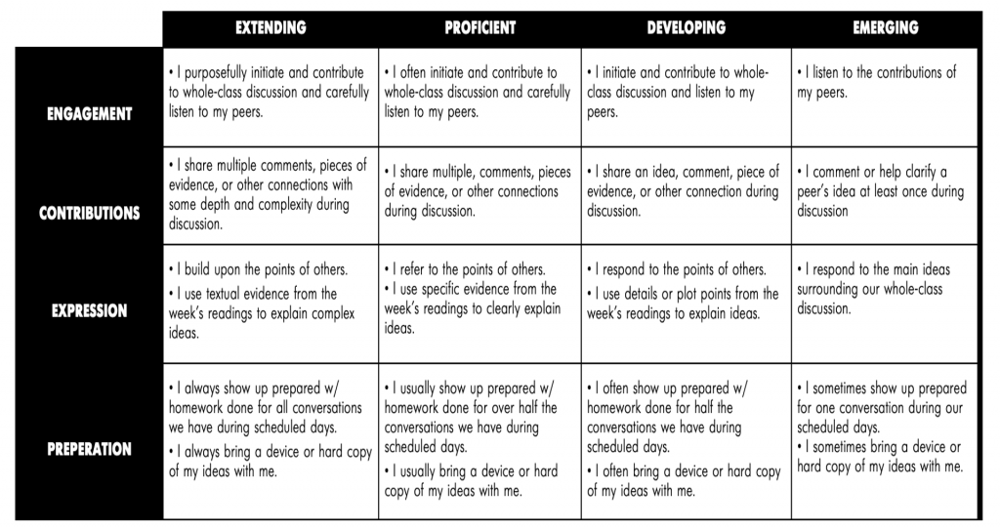 EXTENDING
PROFICIENT
DEVELOPING
EMERGING
ENGAGEMENT
• I purposefully initiate and contribute
to whole-class discussion and carefully
listen to my peers.
• I often initiate and contribute to
whole-class discussion and carefully
listen to my peers.
• I initiate and contribute to whole-
class discussion and listen to my
peers.
• I listen to the contributions of
my peers.
CONTRIBUTIONS
• I share multiple comments, pieces of
evidence, or other connections with
some depth and complexity during
discussion.
• I share multiple, comments, pieces
of evidence, or other connections
during discussion.
• I share an idea, comment, piece of
evidence, or other connection during
discussion.
• I comment or help clarify a
peer's idea at least once during
discussion
EXPRESSION
• I build upon the points of others.
• I use textual evidence from the
week's readings to explain complex
ideas.
• I refer to the points of others.
• I use specific evidence from the
week's readings to clearly explain
ideas.
• I respond to the points of others.
• I use details or plot points from the
week's readings to explain ideas.
• I respond to the main ideas
surrounding our whole-class
discussion.
PREPERATION
• I always show up prepared w/
homework done for all conversations
we have during scheduled days.
• I always bring a device or hard copy
of my ideas with me.
• I usually show up prepared w/
homework done for over half the
conversations we have during
scheduled days.
• I usually bring a device or hard
copy of my ideas with me.
• I often show up prepared w/
homework done for half the
conversations we have during
scheduled days.
• I often bring a device or hard copy
of my ideas with me.
• I sometimes show up prepared
for one conversation during our
scheduled days.
• I sometimes bring a device or
hard copy of my ideas with me.